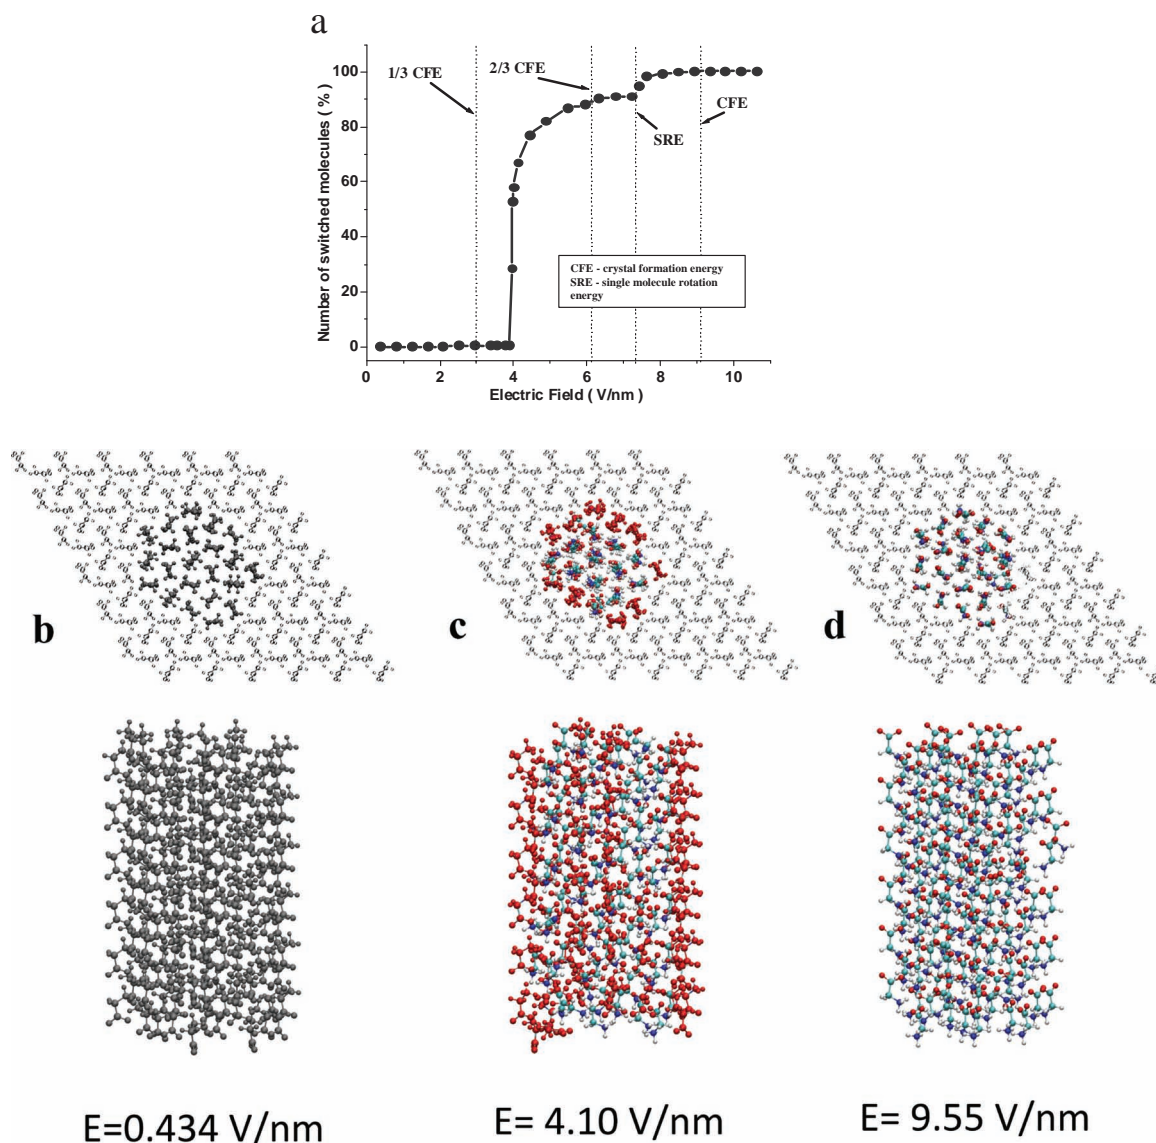 a
1/3 CFE
2/3 CFE
CFE
SRE
CFE - crystal formation energy
SRE - single molecule rotation
energy
Number of switched molecules ( % )
100
80
60
40
20
0
0 2 4 6 8 10
Electric Field ( V/nm )
b
c
d
E=0.434 V/nm
E= 4.10 V/nm
E= 9.55 V/nm